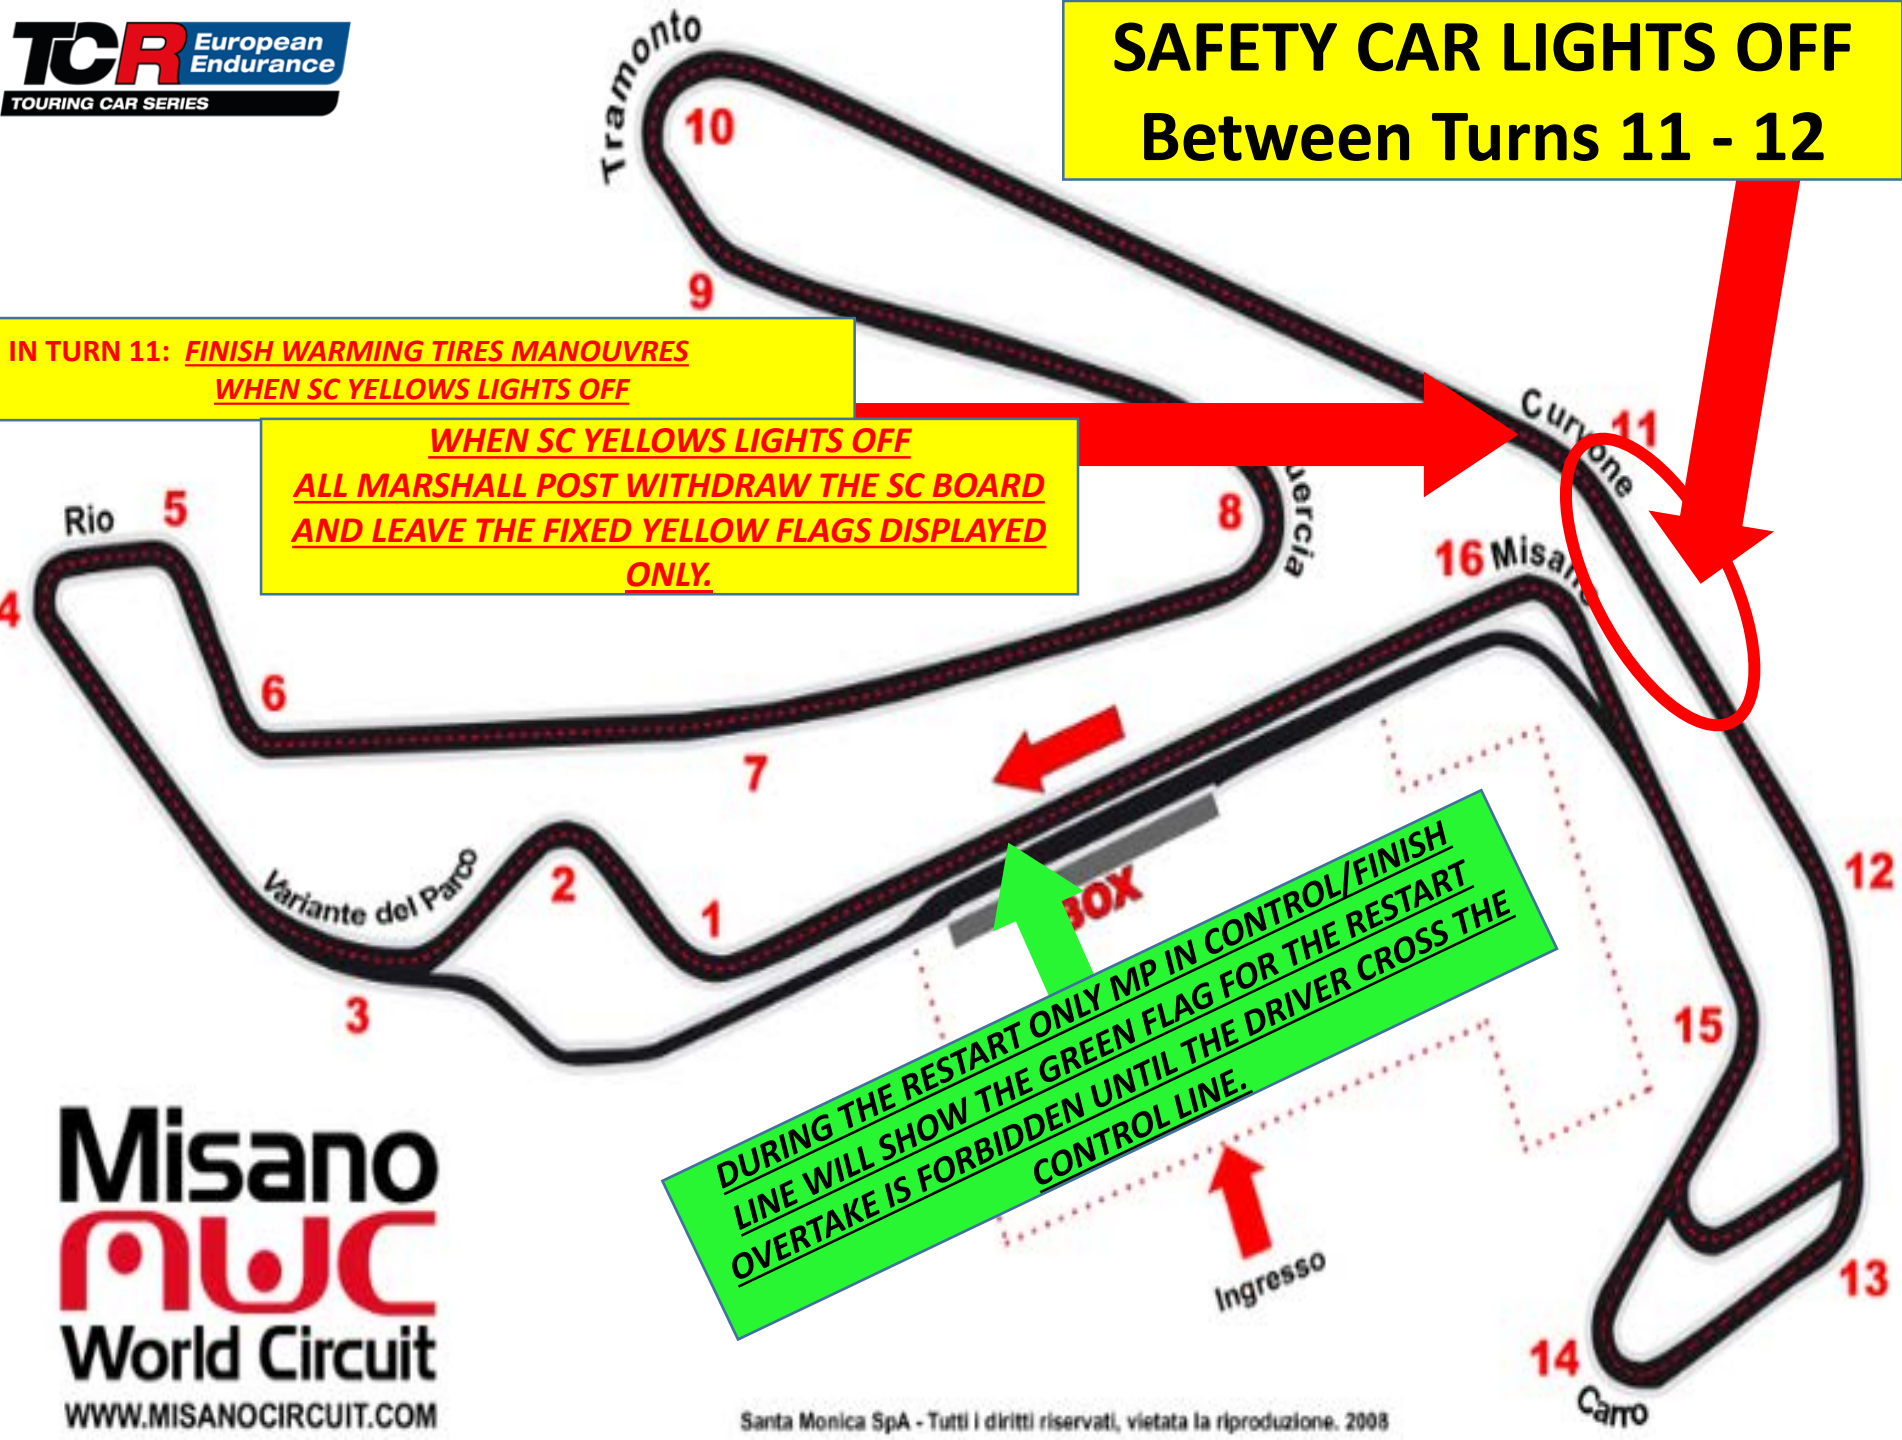 TCR European
Endurance
TOURING CAR SERIES
SAFETY CAR LIGHTS OFF
Between Turns 11 - 12
Tramonto
10
9
IN TURN 11: FINISH WARMING TIRES MANOUVRES
WHEN SC YELLOWS LIGHTS OFF
Curvone
11
WHEN SC YELLOWS LIGHTS OFF
ALL MARSHALL POST WITHDRAW THE SC BOARD
AND LEAVE THE FIXED YELLOW FLAGS DISPLAYED
ONLY.
8
uercia
Rio
5
16
Misano
4
6
7
2
Variante del Parco
1
3
12
BOX
DURING THE RESTART ONLY MP IN CONTROL/FINISH
LINE WILL SHOW THE GREEN FLAG FOR THE RESTART
OVERTAKE IS FORBIDDEN UNTIL THE DRIVER CROSS THE
CONTROL LINE.
15
13
14
Carro
Ingresso
Misano
MWC
World Circuit
WWW.MISANOCIRCUIT.COM
Santa Monica SpA - Tutti i diritti riservati, vietata la riproduzione. 2008